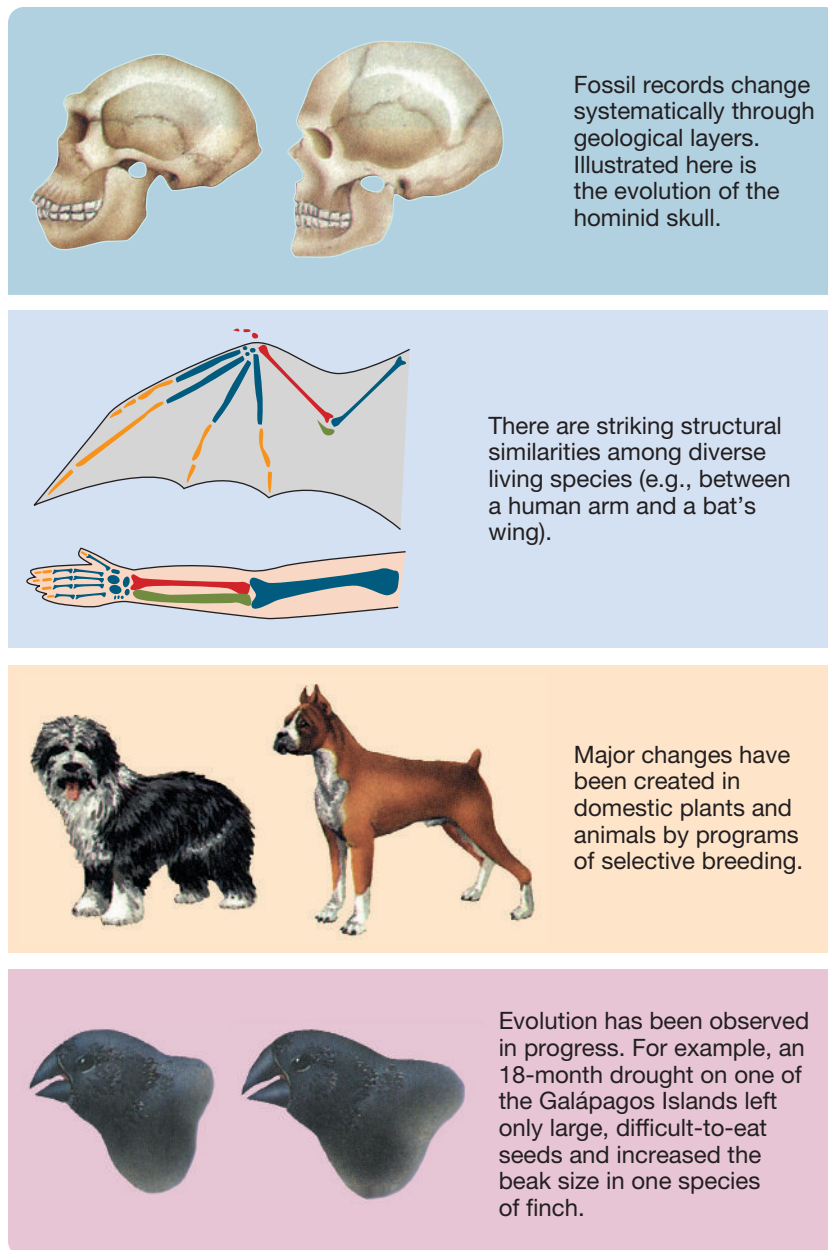 Fossil records change
systematically through
geological layers.
Illustrated here is
the evolution of the
hominid skull.
There are striking structural
similarities among diverse
living species (e.g., between
a human arm and a bat’s
wing).
Major changes have
been created in
domestic plants and
animals by programs
of selective breeding.
Evolution has been observed
in progress. For example, an
18-month drought on one of
the Galápagos Islands left
only large, difficult-to-eat
seeds and increased the
beak size in one species
of finch.